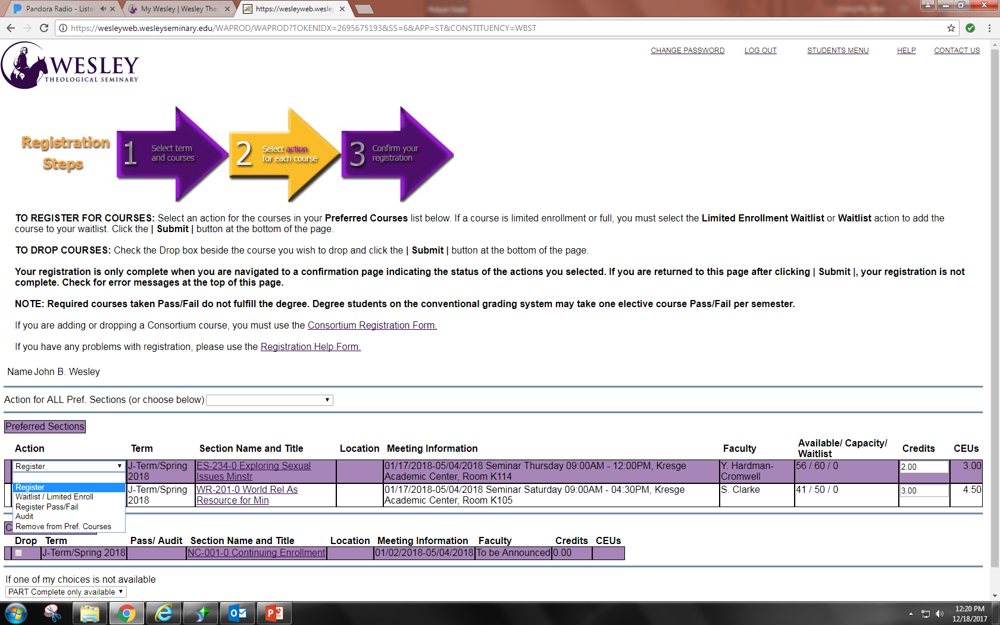 Pandora Radio - Liste
My Wesley | Wesley Theo
https://wesleyweb.wesley
https://wesleyweb.wesleyseminary.edu/WAPROD/WAPROD?TOKENIDX=2695675193&SS=6&APP=ST&CONSTITUENCY=WBST
WESLEY
THEOLOGICAL SEMINARY
CHANGE PASSWORD LOG OUT STUDENTS MENU HELP CONTACT US
Registration
Steps
1 Select term
and courses
2 Select action
for each course
3 Confirm your
registration
TO REGISTER FOR COURSES: Select an action for the courses in your Preferred Courses list below. If a course is limited enrollment or full, you must select the Limited Enrollment Waitlist or Waitlist action to add the
course to your waitlist. Click the | Submit | button at the bottom of the page.
TO DROP COURSES: Check the Drop box beside the course you wish to drop and click the | Submit | button at the bottom of the page.
Your registration is only complete when you are navigated to a confirmation page indicating the status of the actions you selected. If you are returned to this page after clicking | Submit |, your registration is not
complete. Check for error messages at the top of this page.
NOTE: Required courses taken Pass/Fail do not fulfill the degree. Degree students on the conventional grading system may take one elective course Pass/Fail per semester.
If you are adding or dropping a Consortium course, you must use the Consortium Registration Form.
If you have any problems with registration, please use the Registration Help Form.
Name John B. Wesley
Action for ALL Pref. Sections (or choose below)
Preferred Sections
Action Term Section Name and Title Location Meeting Information Faculty Available/ Capacity/
Waitlist Credits CEUs
Register J-Term/Spring
2018 ES-234-0 Exploring Sexual
Issues Minstr 01/17/2018-05/04/2018 Seminar Thursday 09:00AM - 12:00PM, Kresge
Academic Center, Room K114 Y. Hardman-
Cromwell 56 / 60 / 0 2.00 3.00
Register
Waitlist / Limited Enroll
Register Pass/Fail
Audit
Remove from Pref. Courses
J-Term/Spring
2018 WR-201-0 World Rel As
Resource for Min 01/17/2018-05/04/2018 Seminar Saturday 09:00AM - 04:30PM, Kresge
Academic Center, Room K105 S. Clarke 41 / 50 / 0 3.00 4.50
C
Drop Term Pass/ Audit Section Name and Title Location Meeting Information Faculty Credits CEUs
J-Term/Spring 2018 NC-001-0 Continuing Enrollment 01/02/2018-05/04/2018 To be Announced 0.00
If one of my choices is not available
PART Complete only available
12:20 PM
12/18/2017